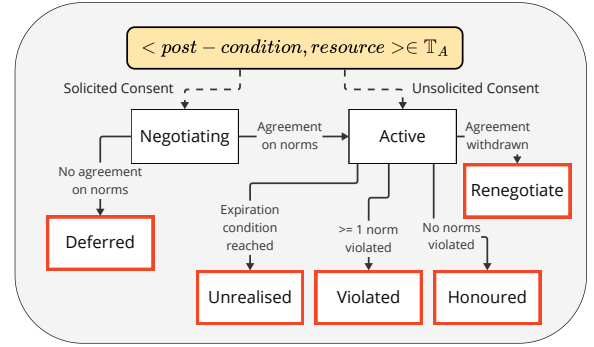 < post − condition, resource >∈ 𝕋_A
Solicited Consent
Unsolicited Consent
Negotiating
Agreement
on norms
Active
Agreement
withdrawn
No agreement
on norms
Renegotiate
Deferred
Expiration
condition
reached
>= 1 norm
violated
No norms
violated
Unrealised
Violated
Honoured